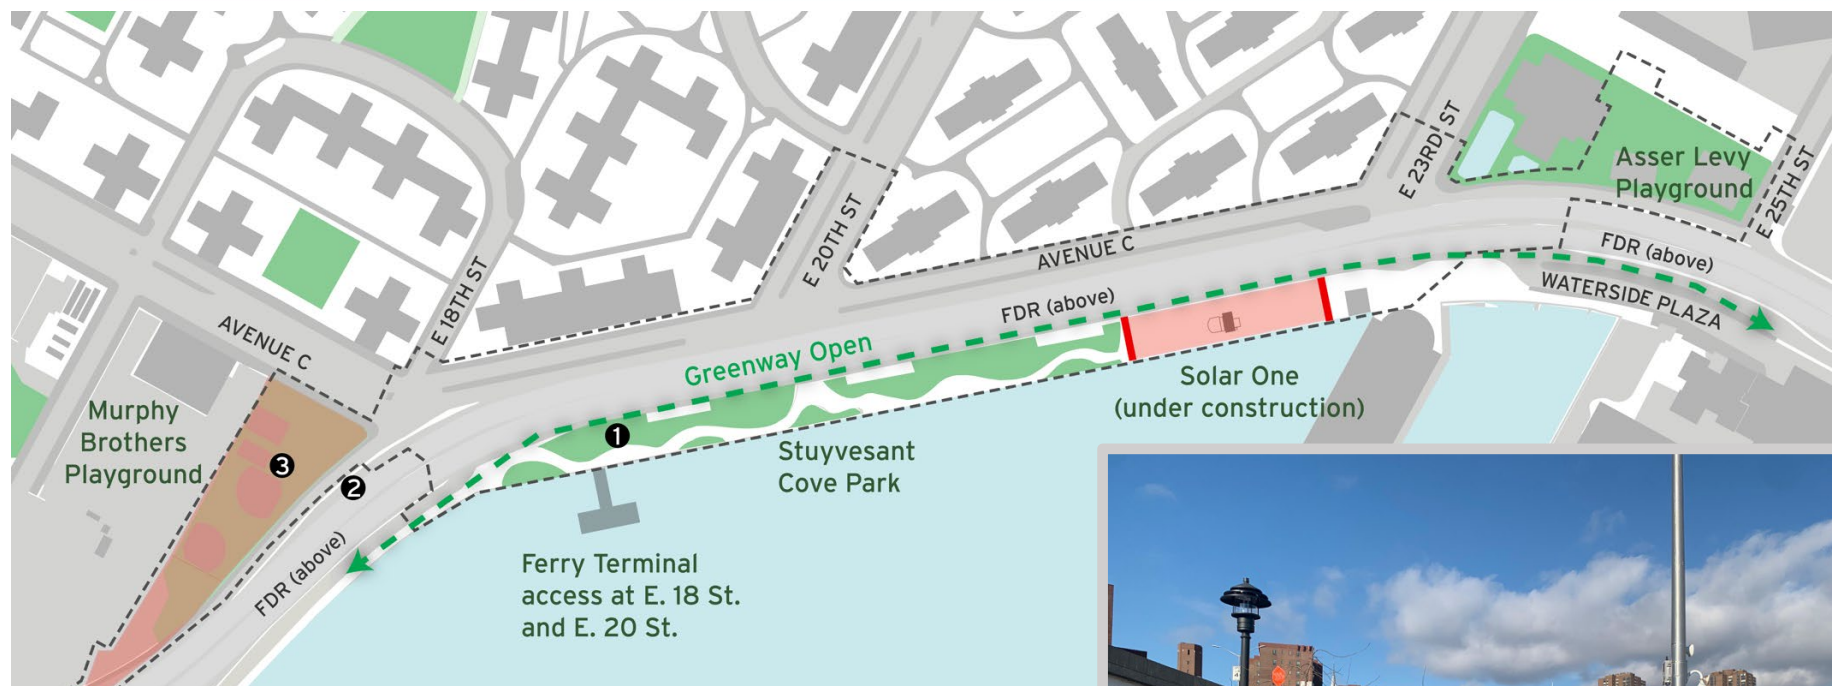 E 23RD ST
Asser Levy
Playground
E 25TH ST
E 20TH ST
AVENUE C
FDR (above)
WATERSIDE PLAZA
E 18TH ST
FDR (above)
AVENUE C
Greenway Open
Solar One
(under construction)
Murphy
Brothers
Playground
1
Stuyvesant
Cove Park
3
2
FDR (above)
Ferry Terminal
access at E. 18 St.
and E. 20 St.